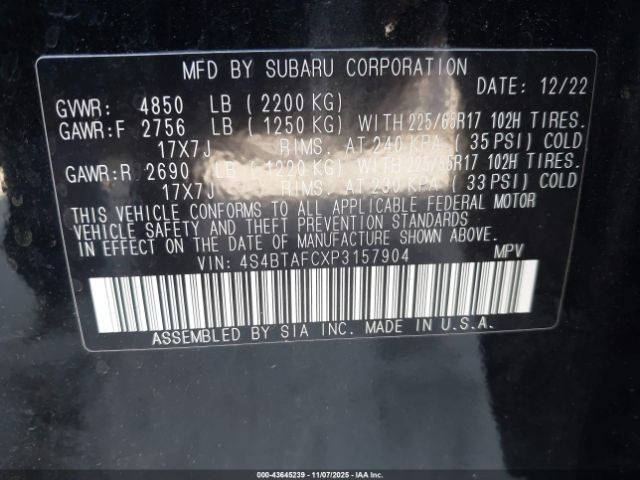 MFD BY SUBARU CORPORATION
DATE: 12/22
GVWR: 4850 LB (2200 KG)
GAWR:F 2756 LB (1250 KG) WITH 225/65R17 102H TIRES.
17X7J RIMS. AT 240 KPA (35 PSI) COLD
GAWR:R 2690 LB (1220 KG) WITH 225/65R17 102H TIRES.
17X7J RIMS. AT 230 KPA (33 PSI) COLD
THIS VEHICLE CONFORMS TO ALL APPLICABLE FEDERAL MOTOR
VEHICLE SAFETY AND THEFT PREVENTION STANDARDS
IN EFFECT ON THE DATE OF MANUFACTURE SHOWN ABOVE.
VIN: 4S4BTAFCXP3157904 MPV
ASSEMBLED BY SIA INC. MADE IN U.S.A.
000-43645239 - 11/07/2025 - IAAI.COM